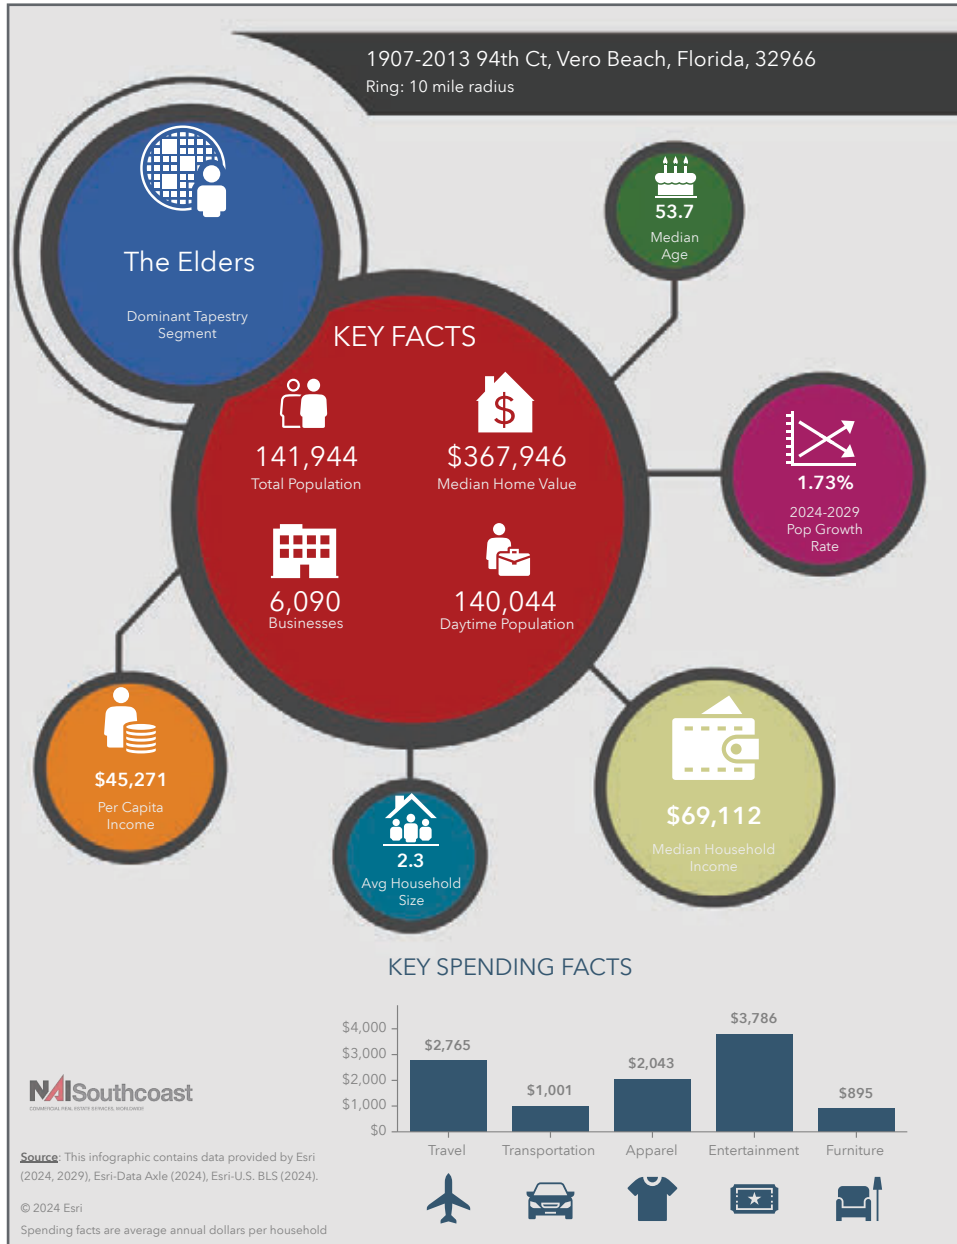 1907-2013 94th Ct, Vero Beach, Florida, 32966
Ring: 10 mile radius
The Elders
Dominant Tapestry
Segment
53.7
Median
Age
KEY FACTS
141,944
Total Population
$367,946
Median Home Value
6,090
Businesses
140,044
Daytime Population
1.73%
2024-2029
Pop Growth
Rate
$45,271
Per Capita
Income
2.3
Avg Household
Size
$69,112
Median Household
Income
KEY SPENDING FACTS
$4,000
$3,000
$2,000
$1,000
$0
$2,765
$1,001
$2,043
$3,786
$895
Travel
Transportation
Apparel
Entertainment
Furniture
NAISouthcoast
COMMERCIAL REAL ESTATE SERVICES, WORLDWIDE
Source: This infographic contains data provided by Esri
(2024, 2029), Esri-Data Axle (2024), Esri-U.S. BLS (2024).
© 2024 Esri
Spending facts are average annual dollars per household